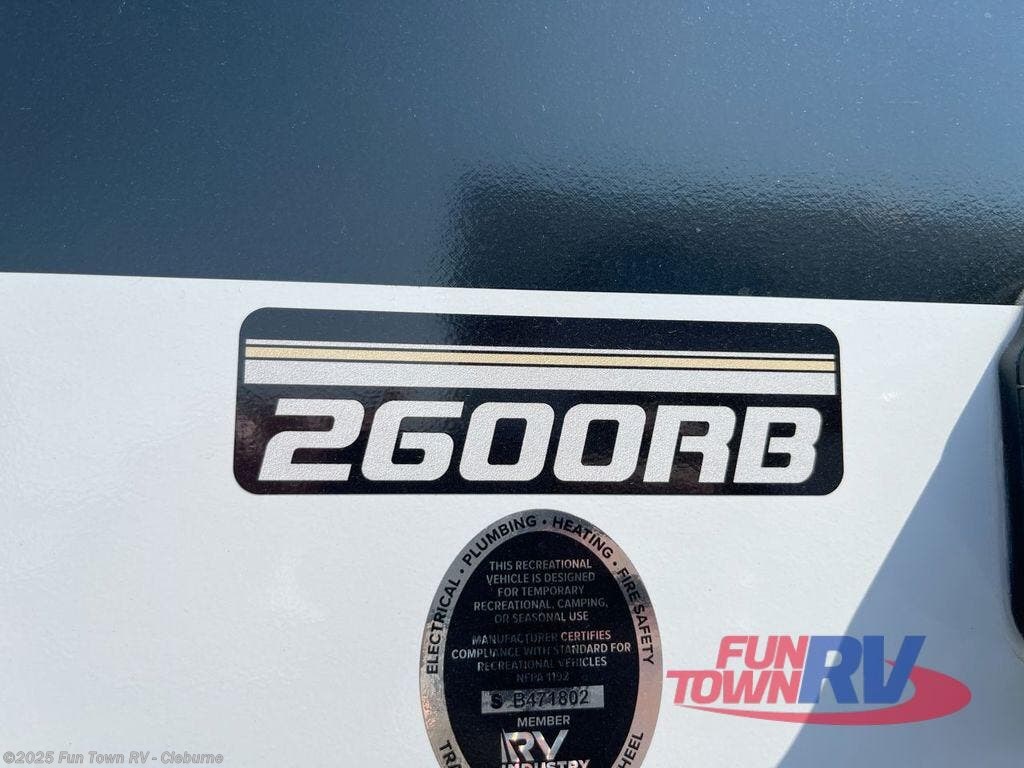 2600RB
ELECTRICAL · PLUMBING · HEATING · FIRE SAFETY
THIS RECREATIONAL
VEHICLE IS DESIGNED
FOR TEMPORARY
RECREATIONAL, CAMPING,
OR SEASONAL USE
MANUFACTURER CERTIFIES
COMPLIANCE WITH STANDARD FOR
RECREATIONAL VEHICLES
NFPA 1192
S B471802
MEMBER
RV
INDUSTRY
FUN
TOWN RV
©2025 Fun Town RV - Cleburne